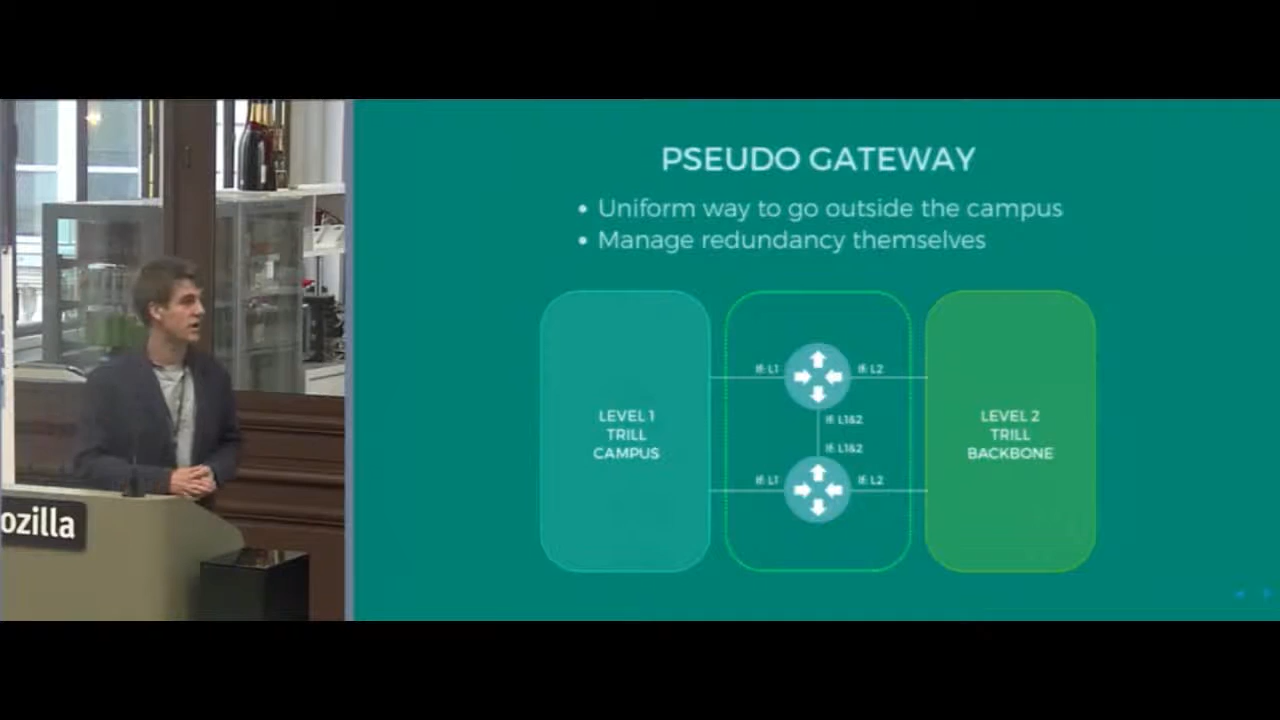 PSEUDO GATEWAY
• Uniform way to go outside the campus
• Manage redundancy themselves
LEVEL 1
TRILL
CAMPUS
If: L1
If: L2
If: L1&2
If: L1&2
If: L1
If: L2
LEVEL 2
TRILL
BACKBONE
ozilla